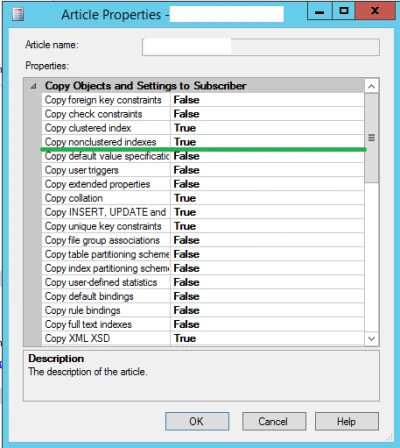 Article Properties -
Article name:
Properties:
Copy Objects and Settings to Subscriber
Copy foreign key constraints False
Copy check constraints False
Copy clustered index True
Copy nonclustered indexes True
Copy default value specificatic False
Copy user triggers False
Copy extended properties False
Copy collation True
Copy INSERT, UPDATE and True
Copy unique key constraints True
Copy file group associations False
Copy table partitioning schem False
Copy index partitioning schem False
Copy user-defined statistics False
Copy default bindings False
Copy rule bindings False
Copy full text indexes False
Copy XML XSD True
Description
The description of the article.
OK Cancel Help